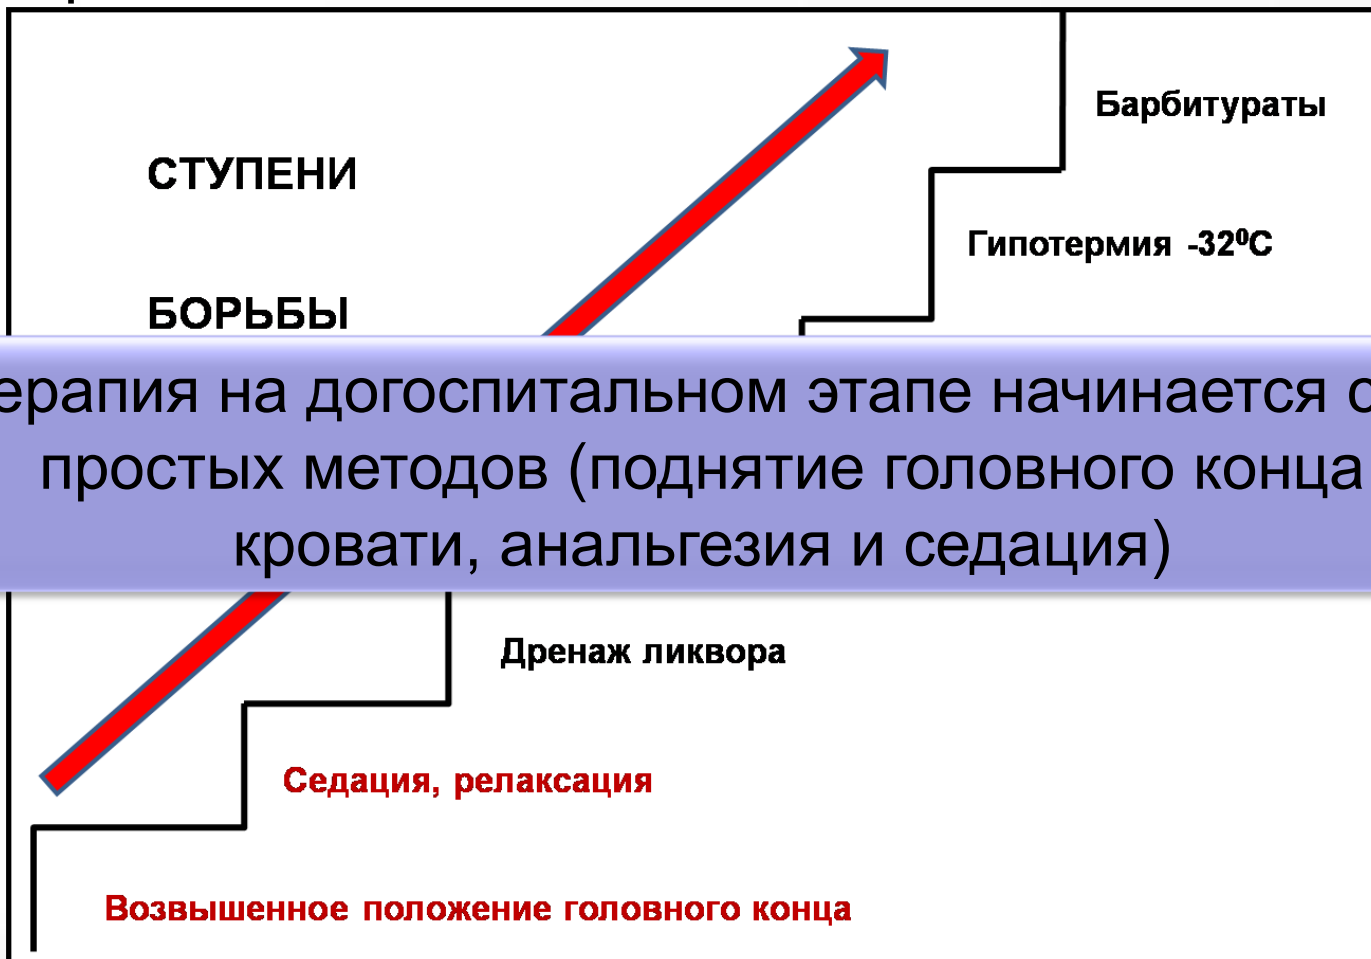 Барбитураты
СТУПЕНИ
Гипотермия -32⁰С
БОРЬБЫ
ерапия на догоспитальном этапе начинается с
простых методов (поднятие головного конца
кровати, анальгезия и седация)
Дренаж ликвора
Седация, релаксация
Возвышенное положение головного конца